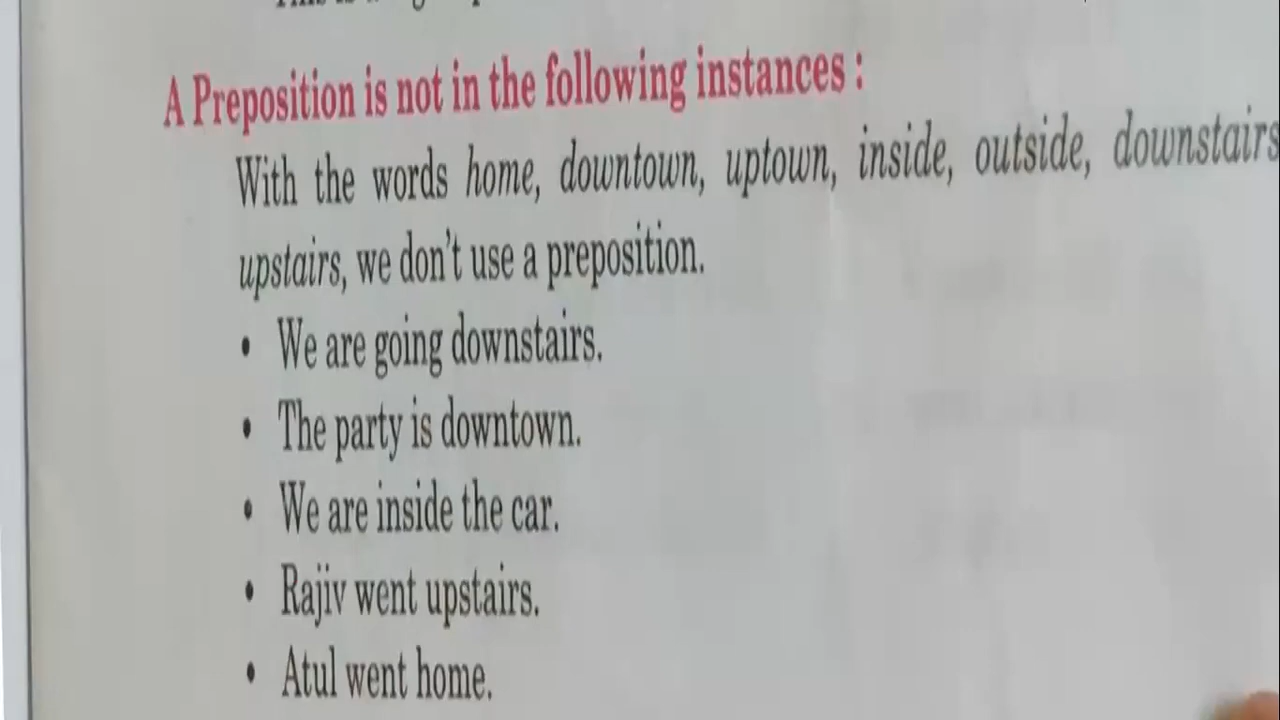 A Preposition is not in the following instances :
With the words home, downtown, uptown, inside, outside, downstairs
upstairs, we don't use a preposition.
• We are going downstairs.
• The party is downtown.
• We are inside the car.
• Rajiv went upstairs.
• Atul went home.